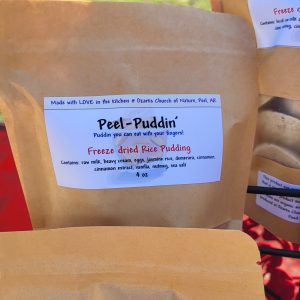 Made with LOVE in the Kitchen @ Ozarks Church of Nature, Peel, AR
Peel-Puddin'
Puddin you can eat with your fingers!
Freeze dried Rice Pudding
Contains: raw milk, heavy cream, eggs, jasmine rice, demerara, cinnamon,
cinnamon extract, vanilla, nutmeg, sea salt
4 oz
Freeze